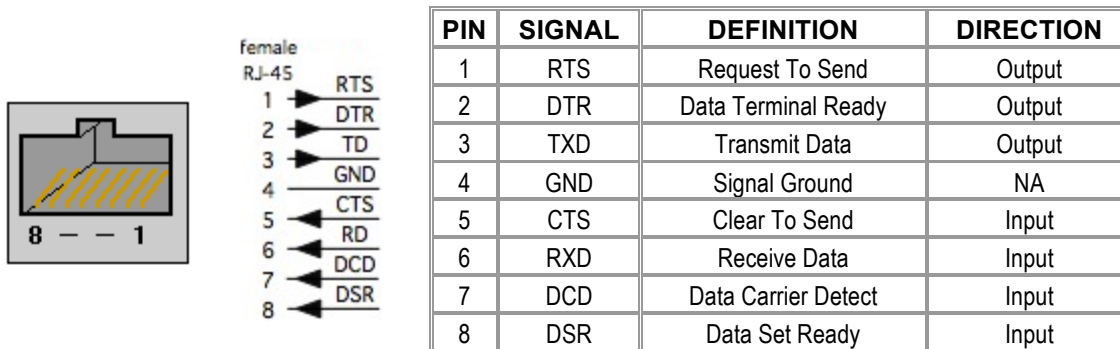 female
RJ-45
1 RTS
2 DTR
3 TD
4 GND
5 CTS
6 RD
7 DCD
8 DSR
8 – – 1
PIN SIGNAL DEFINITION DIRECTION
1 RTS Request To Send Output
2 DTR Data Terminal Ready Output
3 TXD Transmit Data Output
4 GND Signal Ground NA
5 CTS Clear To Send Input
6 RXD Receive Data Input
7 DCD Data Carrier Detect Input
8 DSR Data Set Ready Input